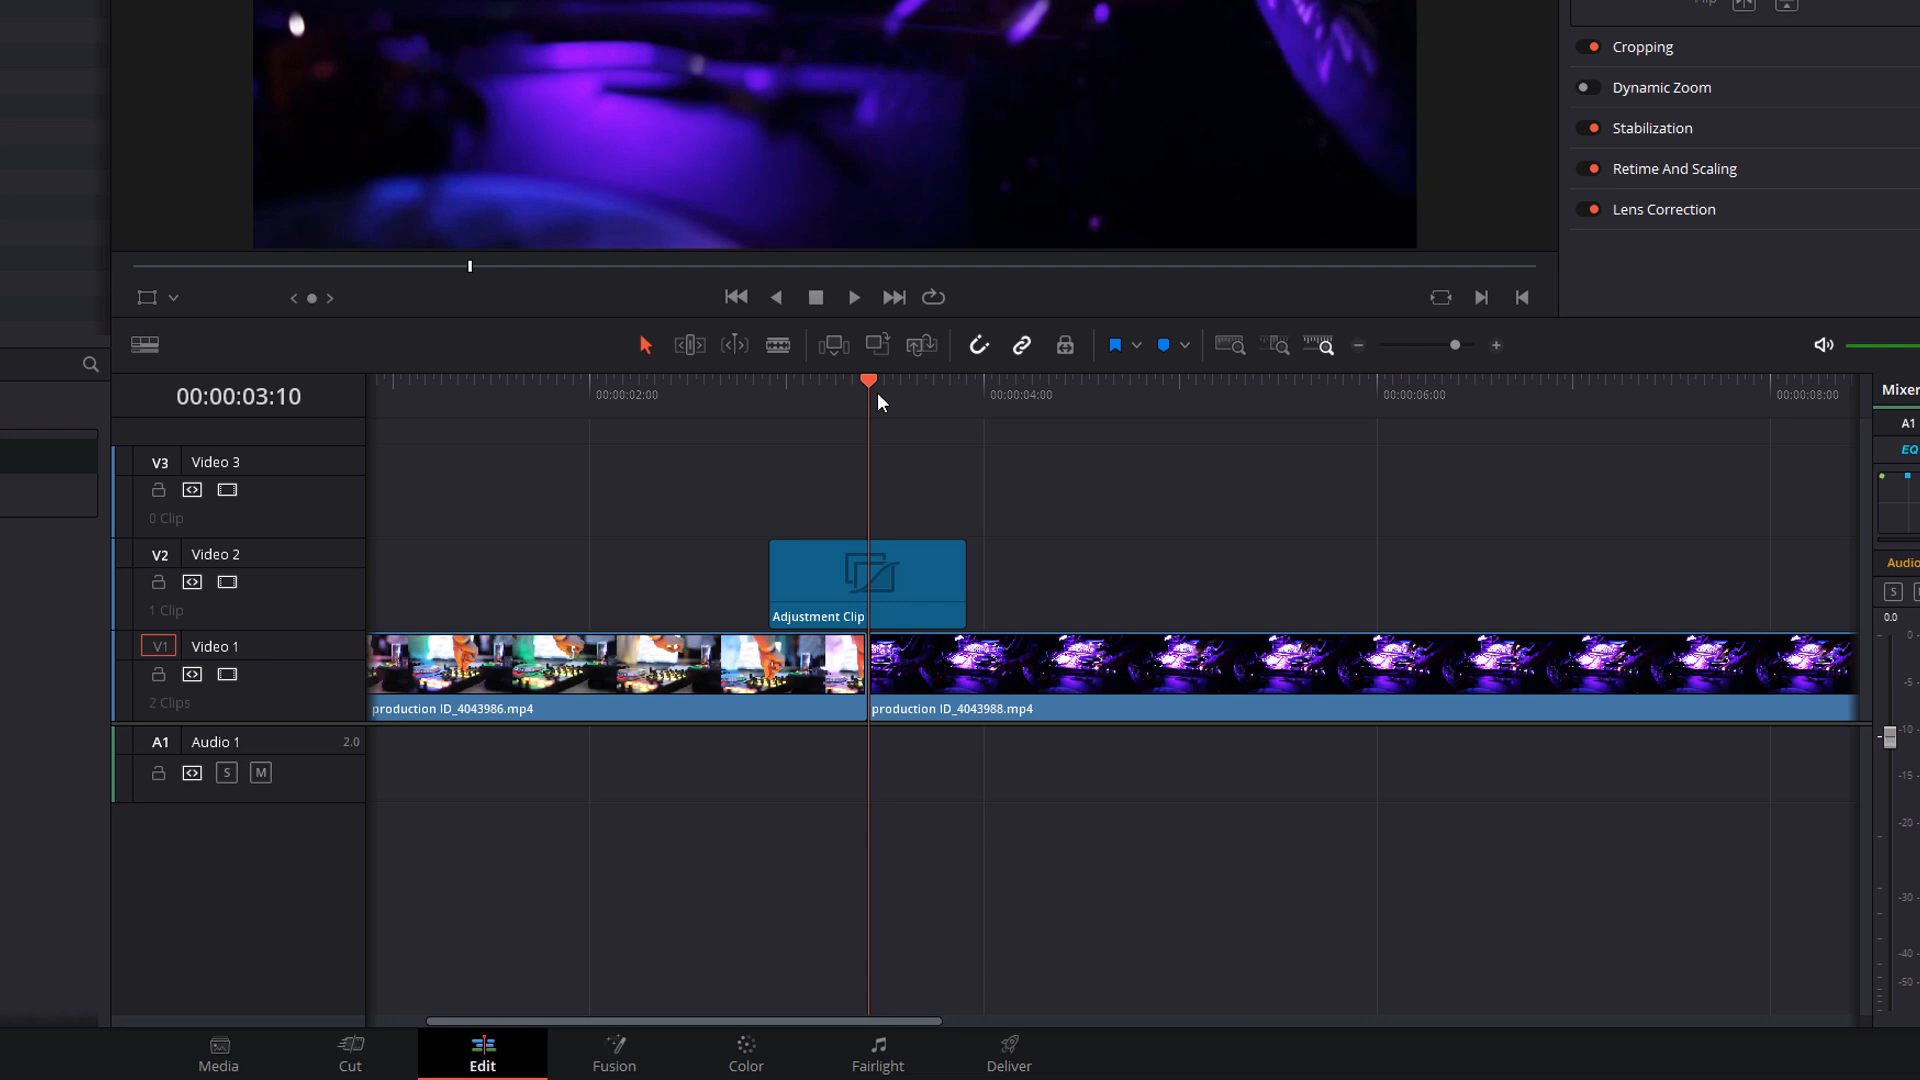 Cropping
Dynamic Zoom
Stabilization
Retime And Scaling
Lens Correction
00:00:03:10
00:00:02:00
00:00:04:00
00:00:06:00
00:00:08:00
Mixer
A1
EQ
V3 Video 3
0 Clip
V2 Video 2
1 Clip
Adjustment Clip
V1 Video 1
2 Clips
production ID_4043986.mp4
production ID_4043988.mp4
A1 Audio 1 2.0
S M
Audio
S
0.0
0
-5
-10
-15
-20
-30
-40
-50
Media
Cut
Edit
Fusion
Color
Fairlight
Deliver